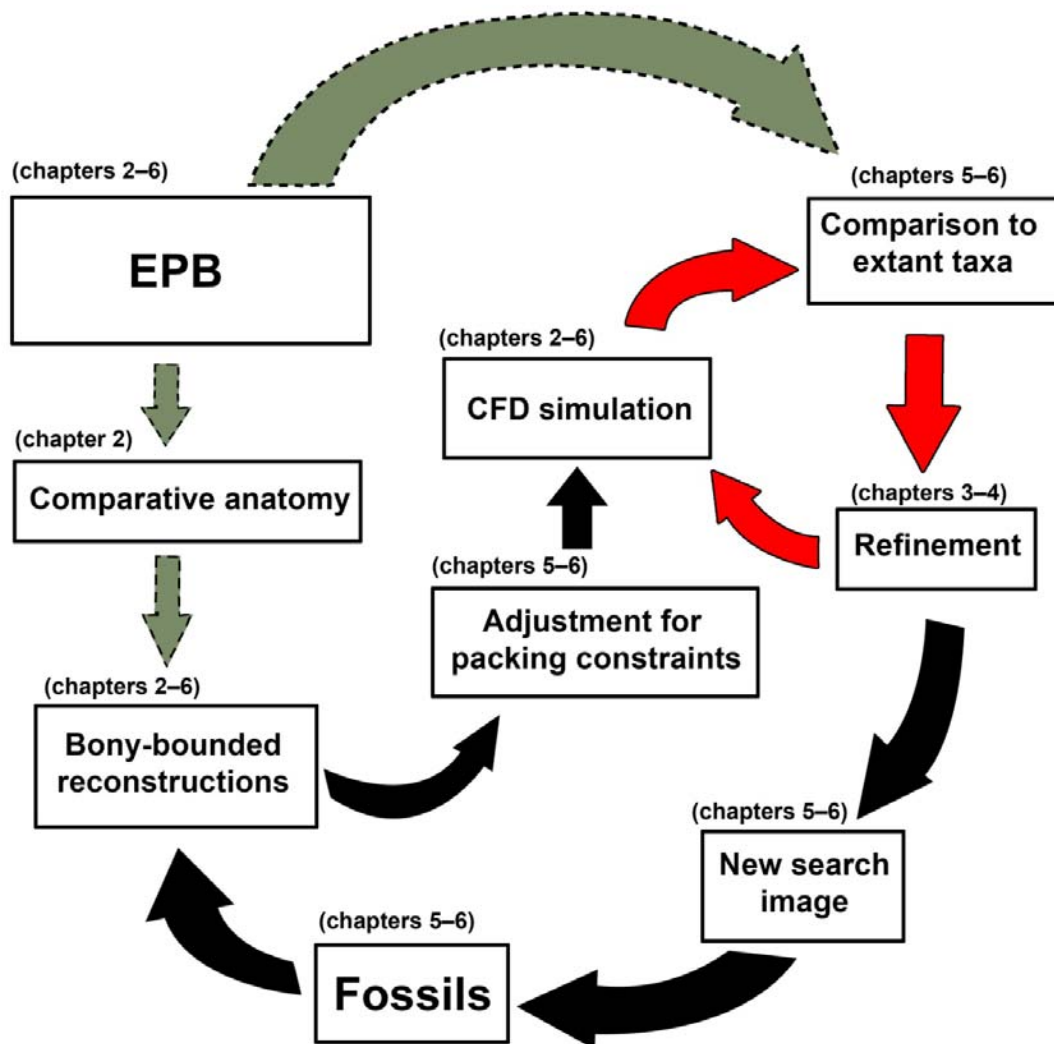 (chapters 2–6)
EPB
(chapters 5–6)
Comparison to
extant taxa
(chapters 2–6)
CFD simulation
(chapter 2)
Comparative anatomy
(chapters 3–4)
Refinement
(chapters 5–6)
Adjustment for
packing constraints
(chapters 2–6)
Bony-bounded
reconstructions
(chapters 5–6)
New search
image
(chapters 5–6)
Fossils